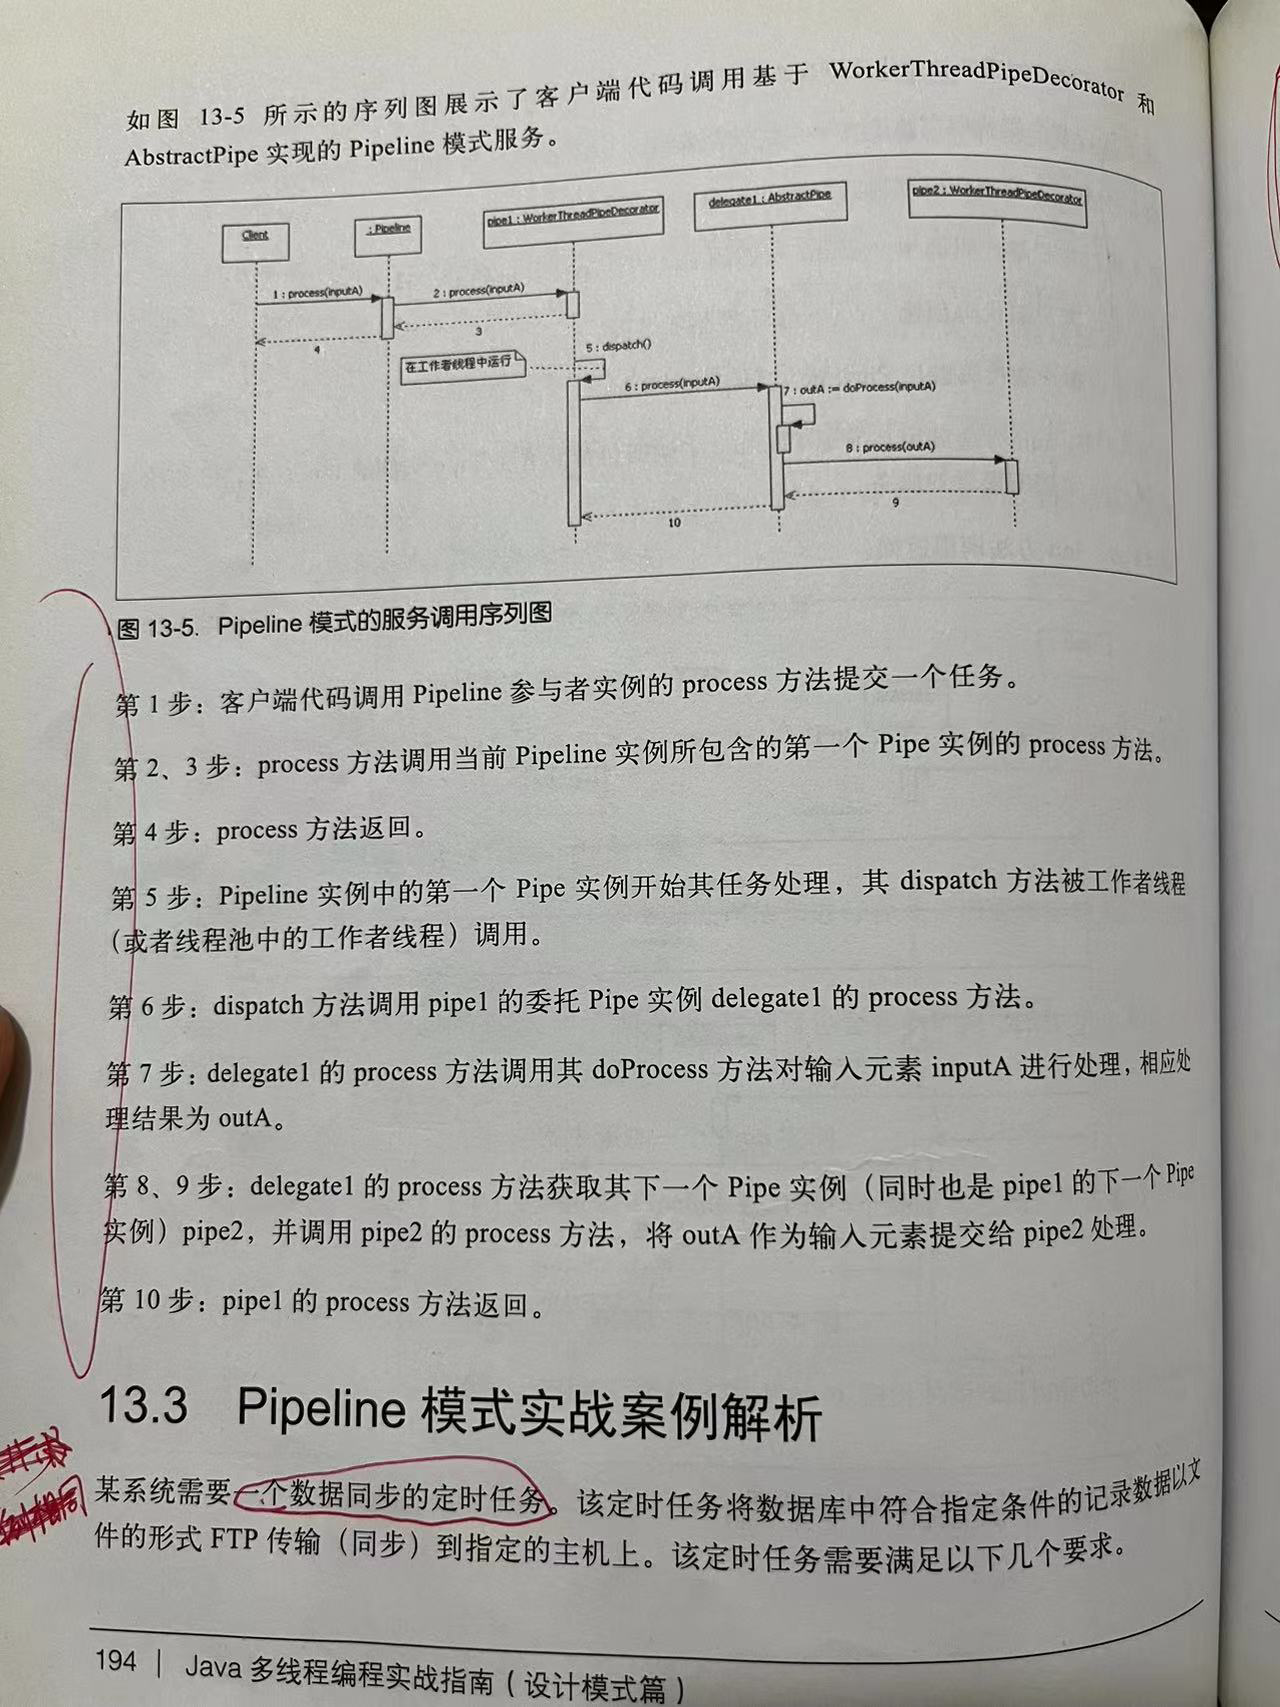 如图 13-5 所示的序列图展示了客户端代码调用基于 WorkerThreadPipeDecorator 和
AbstractPipe 实现的 Pipeline 模式服务。
Client
: Pipeline
pipe1 : WorkerThreadPipeDecorator
delegate1 : AbstractPipe
pipe2 : WorkerThreadPipeDecorator
1 : process(inputA)
2 : process(inputA)
3
4
5 : dispatch()
在工作者线程中运行
6 : process(inputA)
7 : outA := doProcess(inputA)
8 : process(outA)
9
10
图 13-5. Pipeline 模式的服务调用序列图
第 1 步：客户端代码调用 Pipeline 参与者实例的 process 方法提交一个任务。
第 2、3 步：process 方法调用当前 Pipeline 实例所包含的第一个 Pipe 实例的 process 方法。
第 4 步：process 方法返回。
第 5 步：Pipeline 实例中的第一个 Pipe 实例开始其任务处理，其 dispatch 方法被工作者线程
（或者线程池中的工作者线程）调用。
第 6 步：dispatch 方法调用 pipe1 的委托 Pipe 实例 delegate1 的 process 方法。
第 7 步：delegate1 的 process 方法调用其 doProcess 方法对输入元素 inputA 进行处理，相应处
理结果为 outA。
第 8、9 步：delegate1 的 process 方法获取其下一个 Pipe 实例（同时也是 pipe1 的下一个 Pipe
实例）pipe2，并调用 pipe2 的 process 方法，将 outA 作为输入元素提交给 pipe2 处理。
第 10 步：pipe1 的 process 方法返回。
13.3 Pipeline 模式实战案例解析
某系统需要一个数据同步的定时任务。该定时任务将数据库中符合指定条件的记录数据以文
件的形式 FTP 传输（同步）到指定的主机上。该定时任务需要满足以下几个要求。
194 | Java 多线程编程实战指南（设计模式篇）